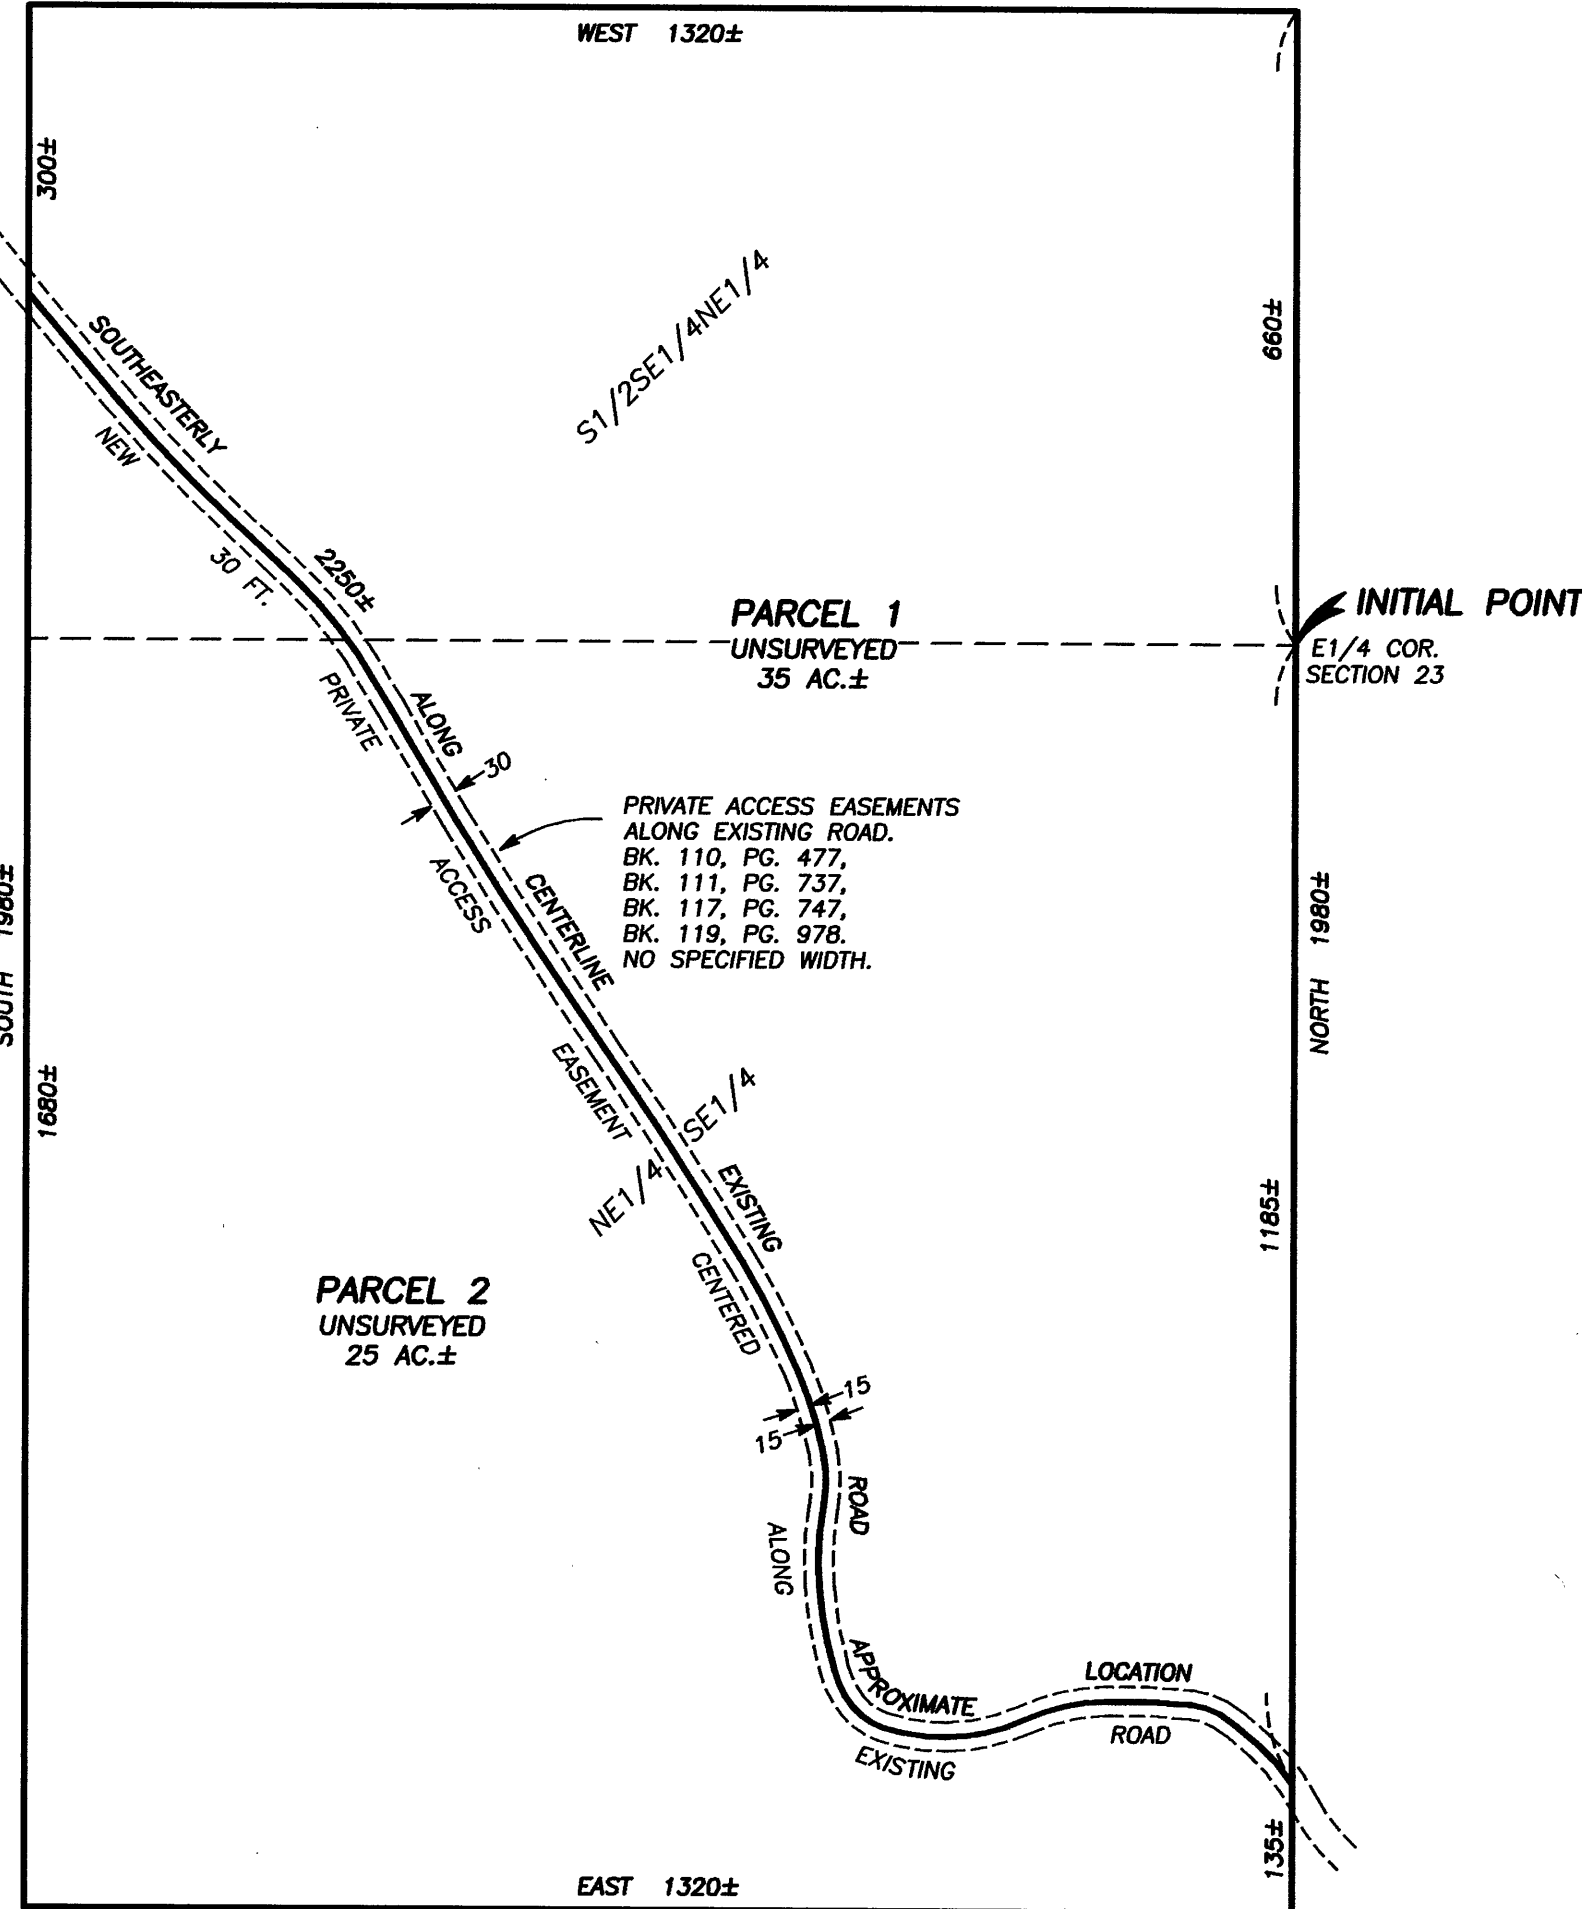 WEST 1320±
300±
S1/2SE1/4NE1/4
660±
SOUTHEASTERLY
NEW
30 FT.
2250±
PARCEL 1
UNSURVEYED
35 AC.±
INITIAL POINT
E1/4 COR.
SECTION 23
PRIVATE
ALONG
30
PRIVATE ACCESS EASEMENTS
ALONG EXISTING ROAD.
BK. 110, PG. 477,
BK. 111, PG. 737,
BK. 117, PG. 747,
BK. 119, PG. 978.
NO SPECIFIED WIDTH.
ACCESS
CENTERLINE
SOUTH 1980±
NORTH 1980±
1680±
EASEMENT
SE1/4
NE1/4
EXISTING
1185±
CENTERED
PARCEL 2
UNSURVEYED
25 AC.±
15
15
ROAD
ALONG
APPROXIMATE
LOCATION
EXISTING
ROAD
135±
EAST 1320±